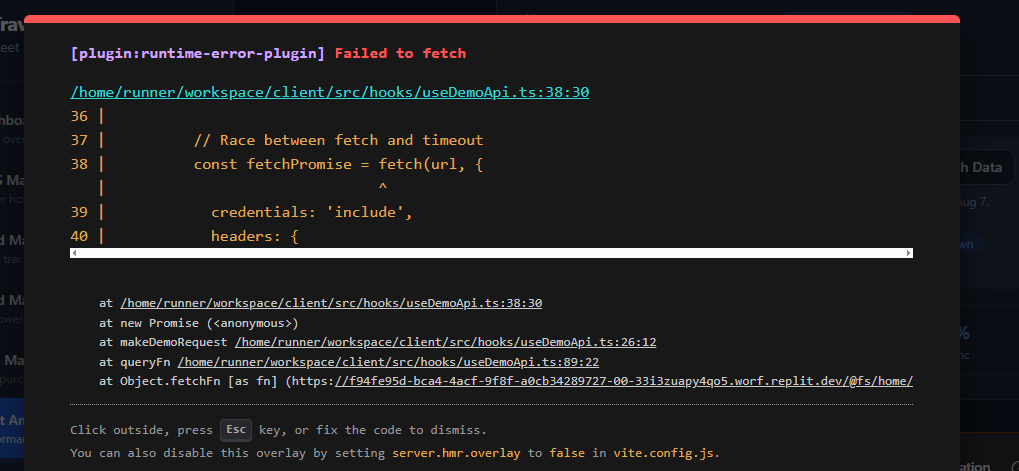 [plugin:runtime-error-plugin] Failed to fetch
/home/runner/workspace/client/src/hooks/useDemoApi.ts:38:30
36 |
37 |          // Race between fetch and timeout
38 |          const fetchPromise = fetch(url, {
   |                               ^
39 |            credentials: 'include',
40 |            headers: {
at /home/runner/workspace/client/src/hooks/useDemoApi.ts:38:30
at new Promise (<anonymous>)
at makeDemoRequest /home/runner/workspace/client/src/hooks/useDemoApi.ts:26:12
at queryFn /home/runner/workspace/client/src/hooks/useDemoApi.ts:89:22
at Object.fetchFn [as fn] (https://f94fe95d-bca4-4acf-9f8f-a0cb34289727-00-33i3zuapy4qo5.worf.replit.dev/@fs/home/
Click outside, press Esc key, or fix the code to dismiss.
You can also disable this overlay by setting server.hmr.overlay to false in vite.config.js.
h Data
Aug 7.
%